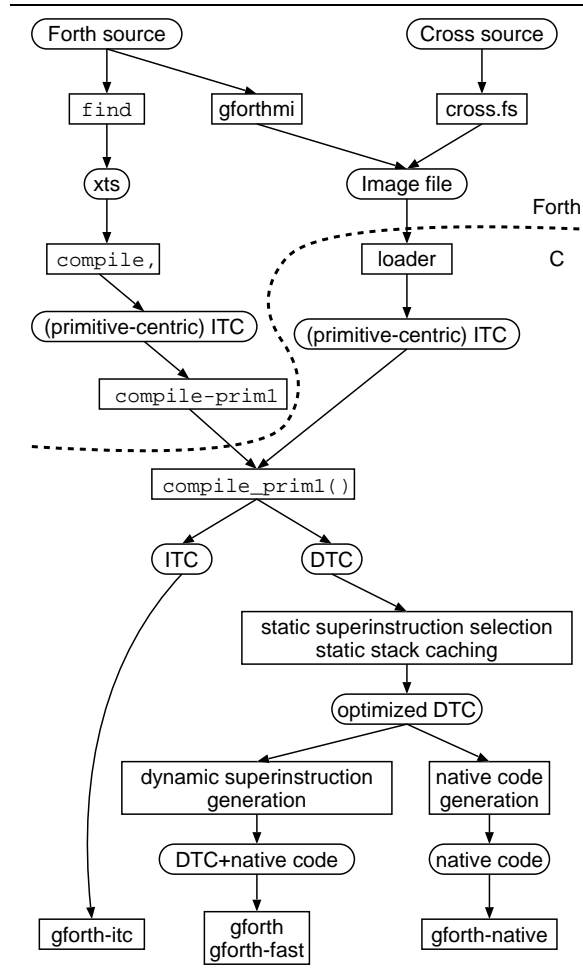 Forth source
Cross source
find
gforthmi
cross.fs
xts
Image file
Forth
compile,
loader
C
(primitive-centric) ITC
(primitive-centric) ITC
compile-prim1
compile_prim1()
ITC
DTC
static superinstruction selection
static stack caching
optimized DTC
dynamic superinstruction
generation
native code
generation
DTC+native code
native code
gforth-itc
gforth
gforth-fast
gforth-native